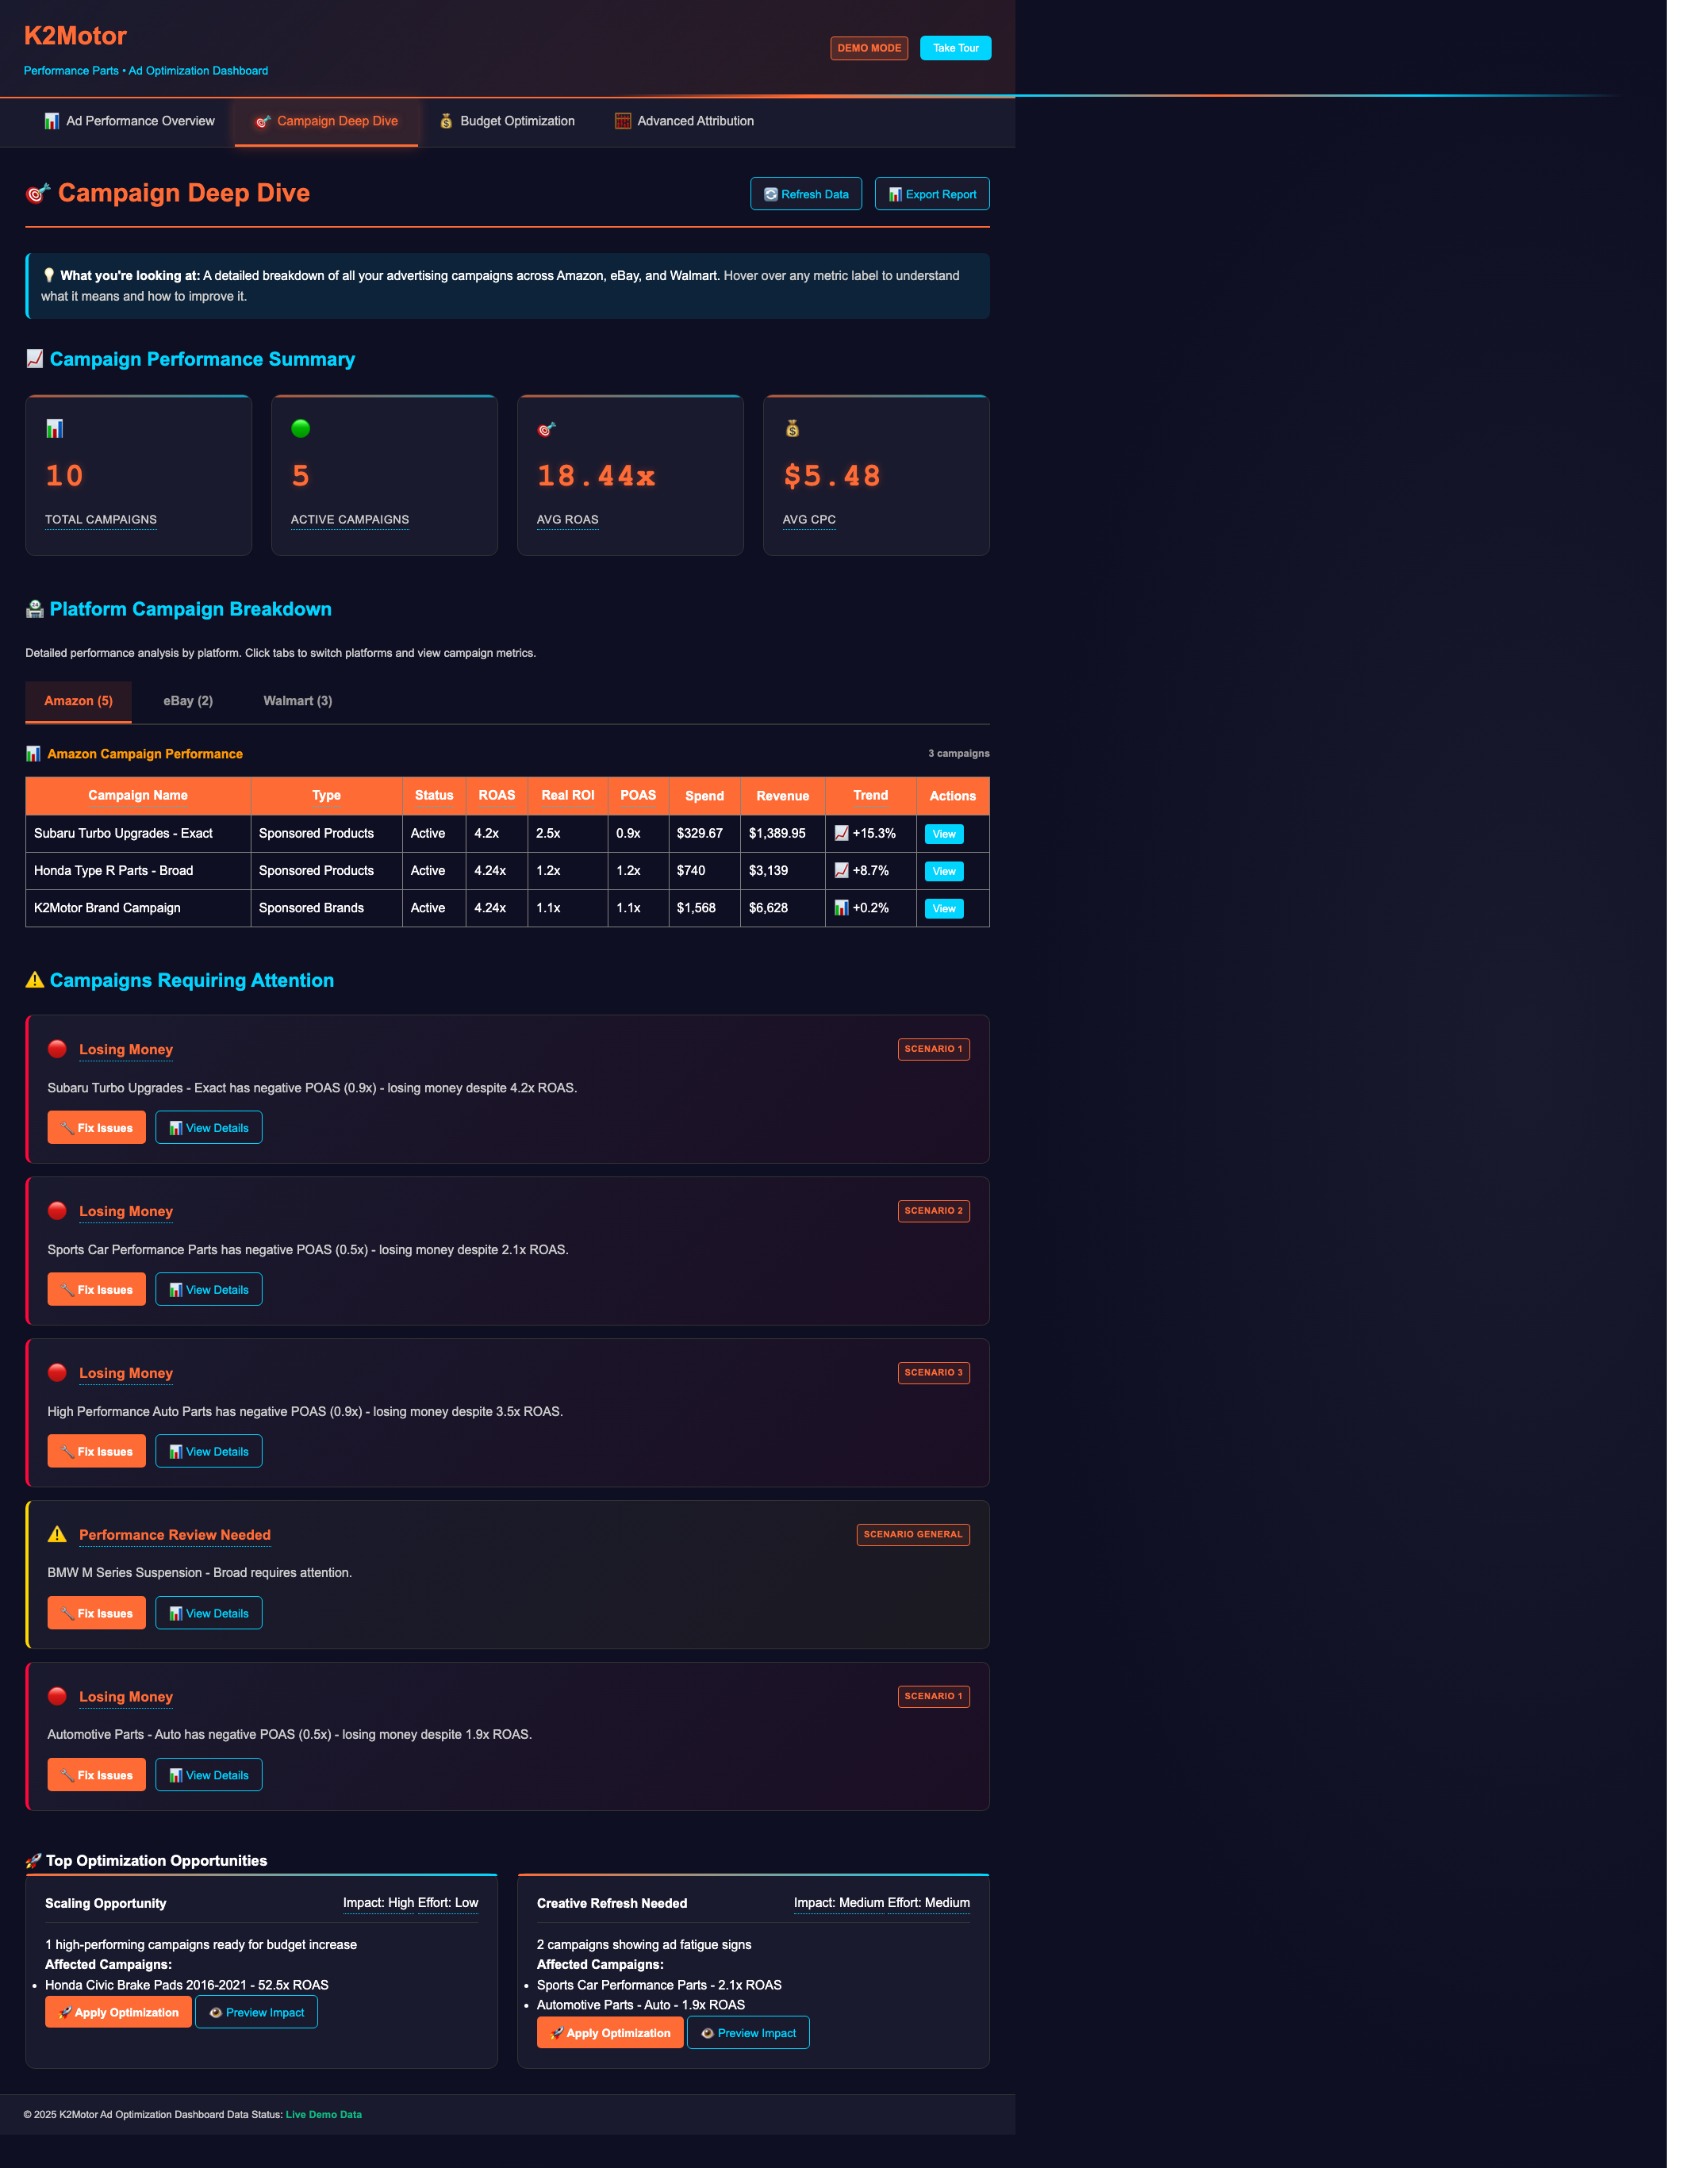 K2Motor
Performance Parts • Ad Optimization Dashboard
DEMO MODE
Take Tour
Ad Performance Overview
Campaign Deep Dive
Budget Optimization
Advanced Attribution
Campaign Deep Dive
Refresh Data
Export Report
What you're looking at: A detailed breakdown of all your advertising campaigns across Amazon, eBay, and Walmart. Hover over any metric label to understand
what it means and how to improve it.
Campaign Performance Summary
10
TOTAL CAMPAIGNS
5
ACTIVE CAMPAIGNS
18.44x
AVG ROAS
$5.48
AVG CPC
Platform Campaign Breakdown
Detailed performance analysis by platform. Click tabs to switch platforms and view campaign metrics.
Amazon (5)
eBay (2)
Walmart (3)
Amazon Campaign Performance
3 campaigns
Campaign Name Type Status ROAS Real ROI POAS Spend Revenue Trend Actions
Subaru Turbo Upgrades - Exact Sponsored Products Active 4.2x 2.5x 0.9x $329.67 $1,389.95 +15.3% View
Honda Type R Parts - Broad Sponsored Products Active 4.24x 1.2x 1.2x $740 $3,139 +8.7% View
K2Motor Brand Campaign Sponsored Brands Active 4.24x 1.1x 1.1x $1,568 $6,628 +0.2% View
Campaigns Requiring Attention
Losing Money
SCENARIO 1
Subaru Turbo Upgrades - Exact has negative POAS (0.9x) - losing money despite 4.2x ROAS.
Fix Issues
View Details
Losing Money
SCENARIO 2
Sports Car Performance Parts has negative POAS (0.5x) - losing money despite 2.1x ROAS.
Fix Issues
View Details
Losing Money
SCENARIO 3
High Performance Auto Parts has negative POAS (0.9x) - losing money despite 3.5x ROAS.
Fix Issues
View Details
Performance Review Needed
SCENARIO GENERAL
BMW M Series Suspension - Broad requires attention.
Fix Issues
View Details
Losing Money
SCENARIO 1
Automotive Parts - Auto has negative POAS (0.5x) - losing money despite 1.9x ROAS.
Fix Issues
View Details
Top Optimization Opportunities
Scaling Opportunity
Impact: High Effort: Low
1 high-performing campaigns ready for budget increase
Affected Campaigns:
• Honda Civic Brake Pads 2016-2021 - 52.5x ROAS
Apply Optimization
Preview Impact
Creative Refresh Needed
Impact: Medium Effort: Medium
2 campaigns showing ad fatigue signs
Affected Campaigns:
• Sports Car Performance Parts - 2.1x ROAS
• Automotive Parts - Auto - 1.9x ROAS
Apply Optimization
Preview Impact
© 2025 K2Motor Ad Optimization Dashboard Data Status: Live Demo Data